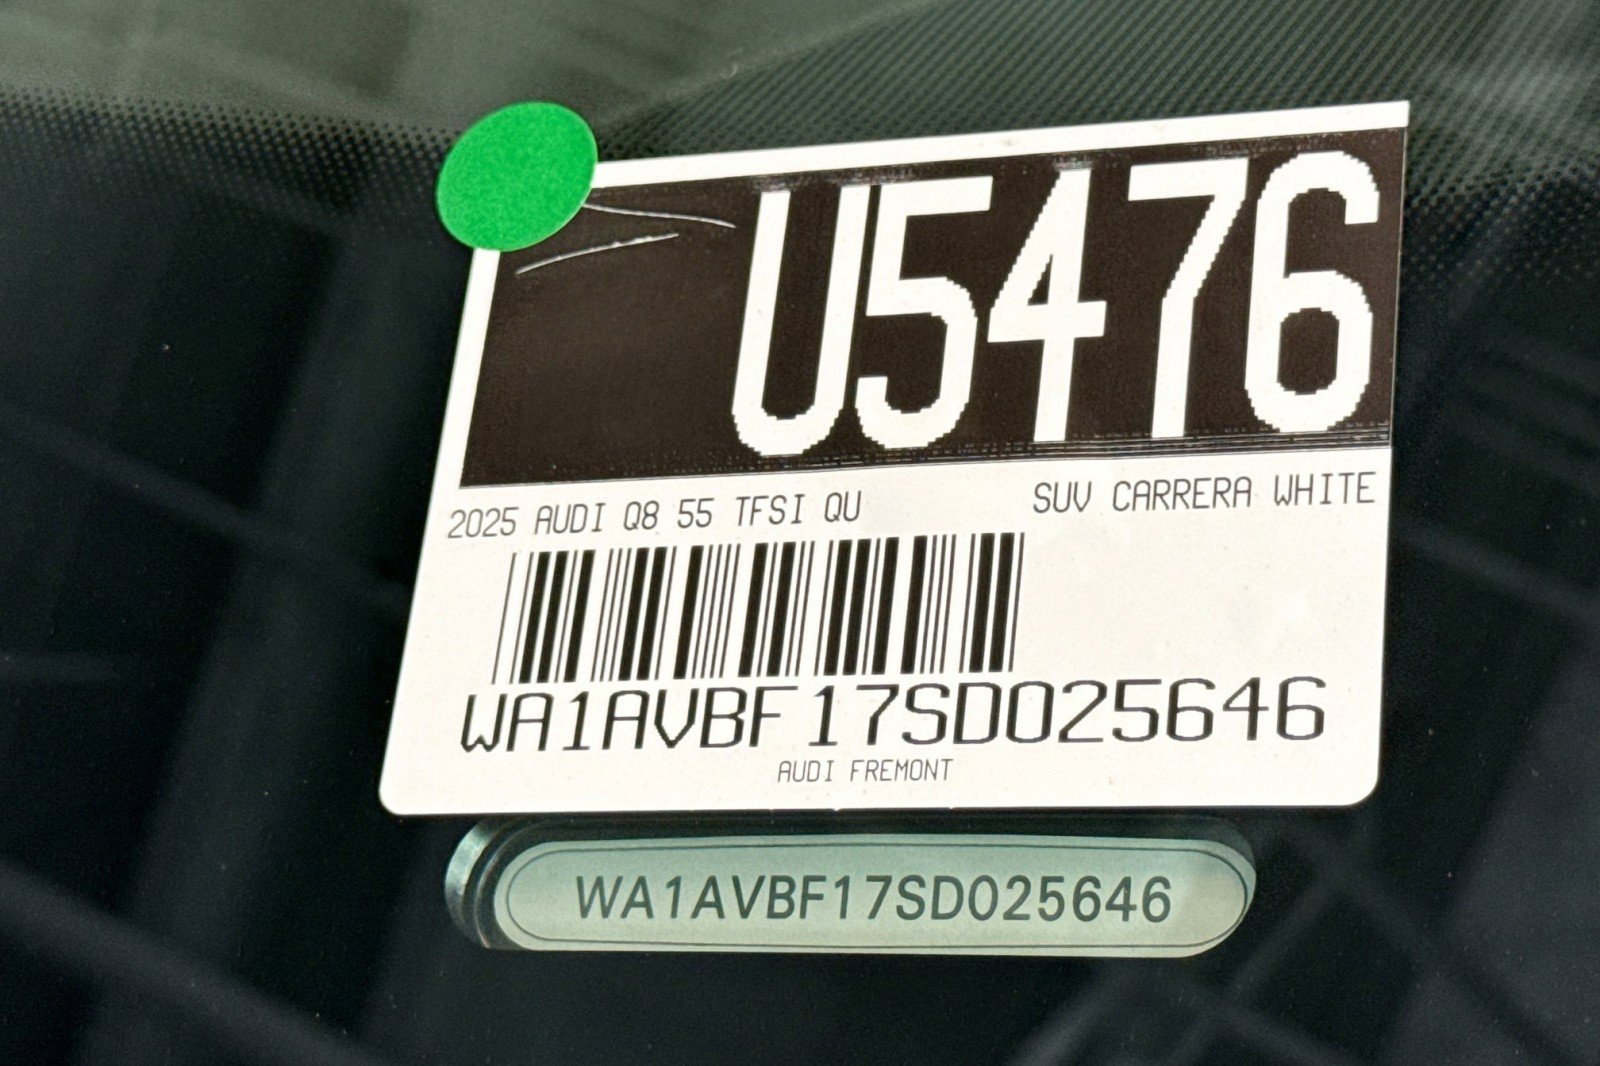 U5476
2025 AUDI Q8 55 TFSI QU SUV CARRERA WHITE
WA1AVBF17SD025646
AUDI FREMONT
WA1AVBF17SD025646